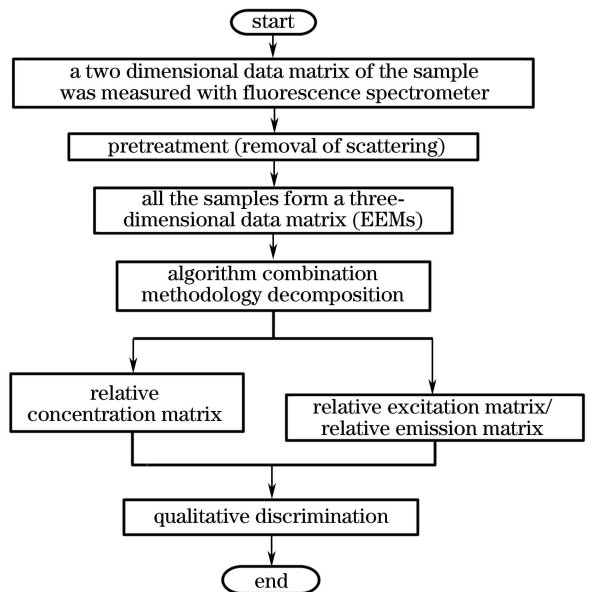 start
a two dimensional data matrix of the sample
was measured with fluorescence spectrometer
pretreatment (removal of scattering)
all the samples form a three-
dimensional data matrix (EEMs)
algorithm combination
methodology decomposition
relative
concentration matrix
relative excitation matrix/
relative emission matrix
qualitative discrimination
end